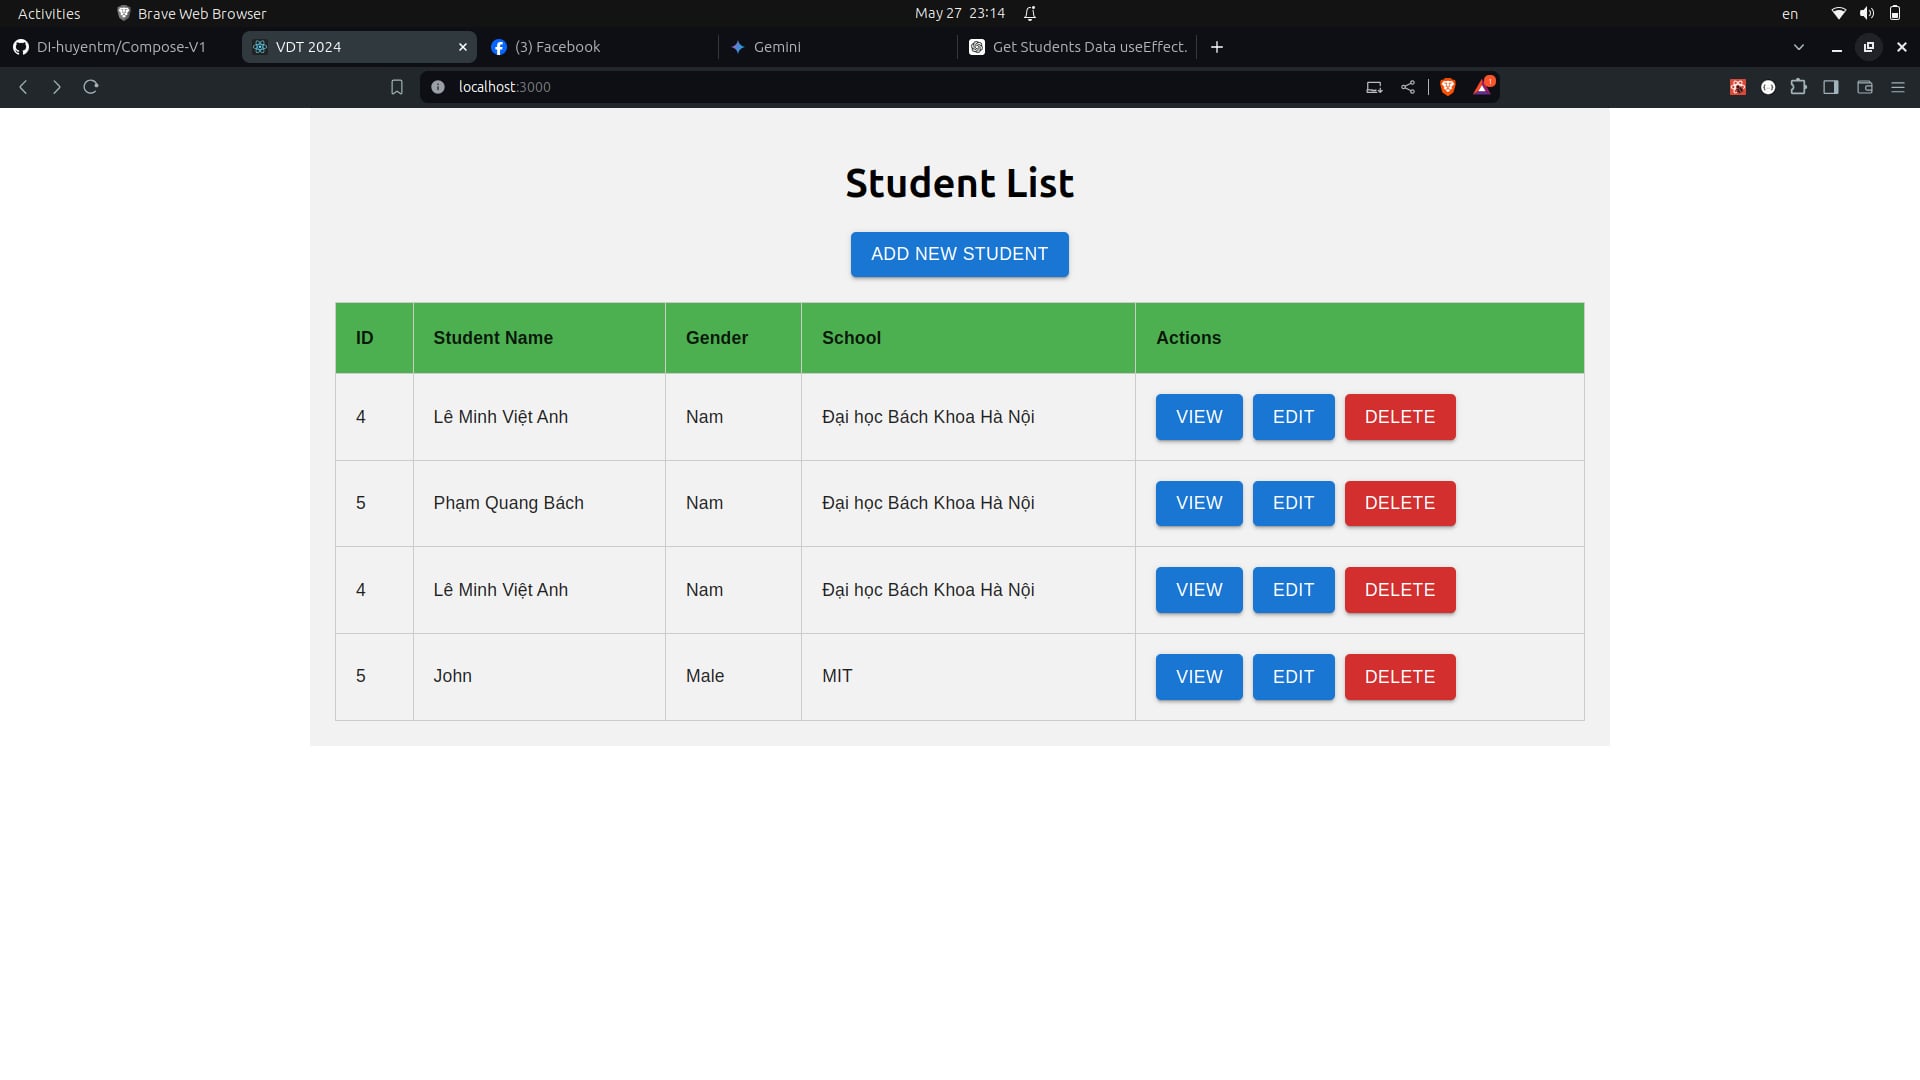 Activities Brave Web Browser May 27 23:14 en
DI-huyentm/Compose-V1 VDT 2024 (3) Facebook Gemini Get Students Data useEffect.
localhost:3000
Student List
ADD NEW STUDENT
ID Student Name Gender School Actions
4 Lê Minh Việt Anh Nam Đại học Bách Khoa Hà Nội VIEW EDIT DELETE
5 Phạm Quang Bách Nam Đại học Bách Khoa Hà Nội VIEW EDIT DELETE
4 Lê Minh Việt Anh Nam Đại học Bách Khoa Hà Nội VIEW EDIT DELETE
5 John Male MIT VIEW EDIT DELETE